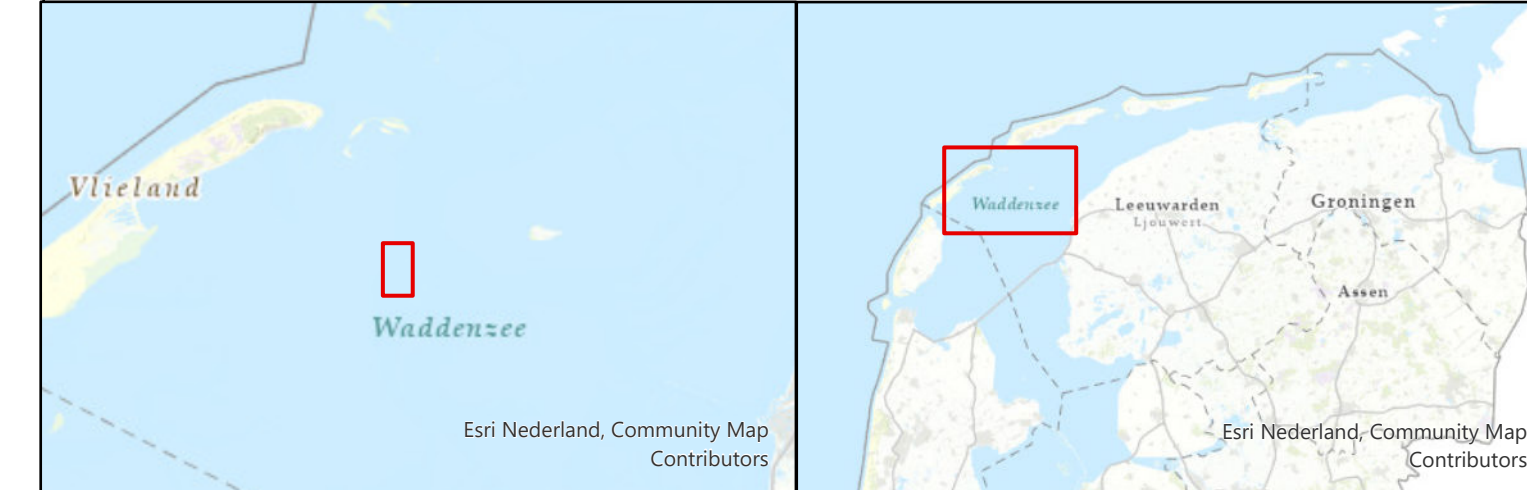 Vlieland
Waddenzee
Esri Nederland, Community Map
Contributors
Waddenzee
Leeuwarden
Ljouwert
Groningen
Assen
Esri Nederland, Community Map
Contributors